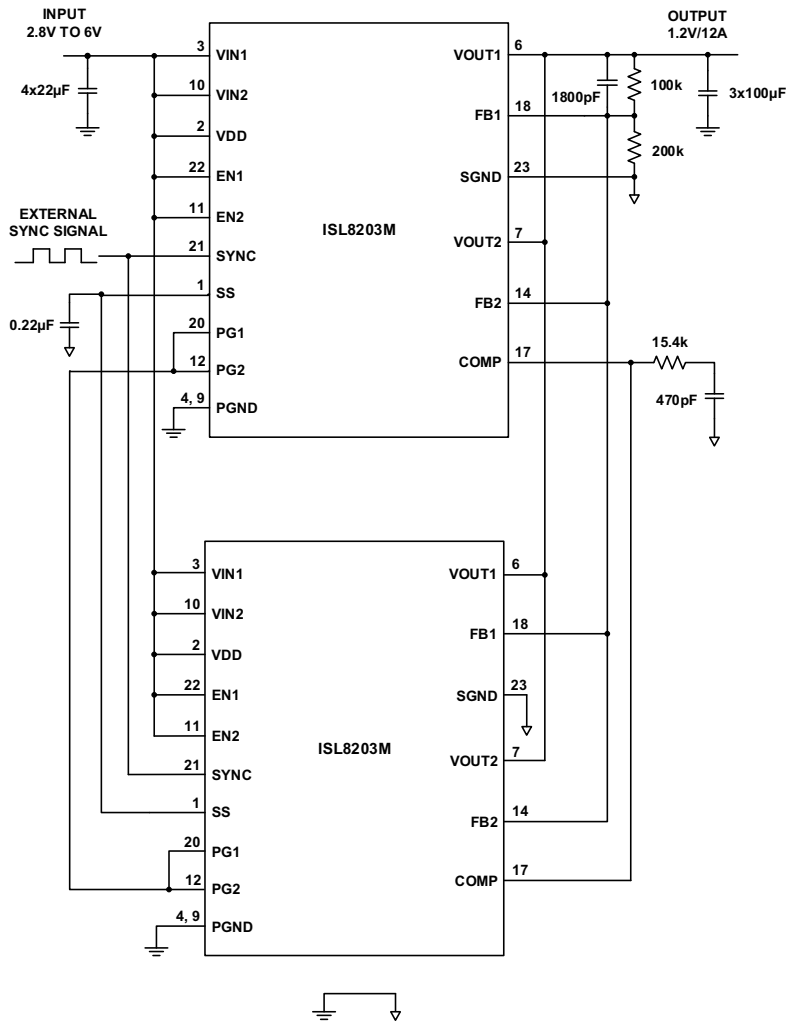 INPUT
2.8V TO 6V
4x22µF
EXTERNAL
SYNC SIGNAL
0.22µF
3
VIN1
10
VIN2
2
VDD
22
EN1
11
EN2
21
SYNC
1
SS
20
PG1
12
PG2
4, 9
PGND
ISL8203M
VOUT1
6
FB1
18
SGND
23
VOUT2
7
FB2
14
COMP
17
OUTPUT
1.2V/12A
1800pF
100k
3x100µF
200k
15.4k
470pF
3
VIN1
10
VIN2
2
VDD
22
EN1
11
EN2
21
SYNC
1
SS
20
PG1
12
PG2
4, 9
PGND
ISL8203M
VOUT1
6
FB1
18
SGND
23
VOUT2
7
FB2
14
COMP
17